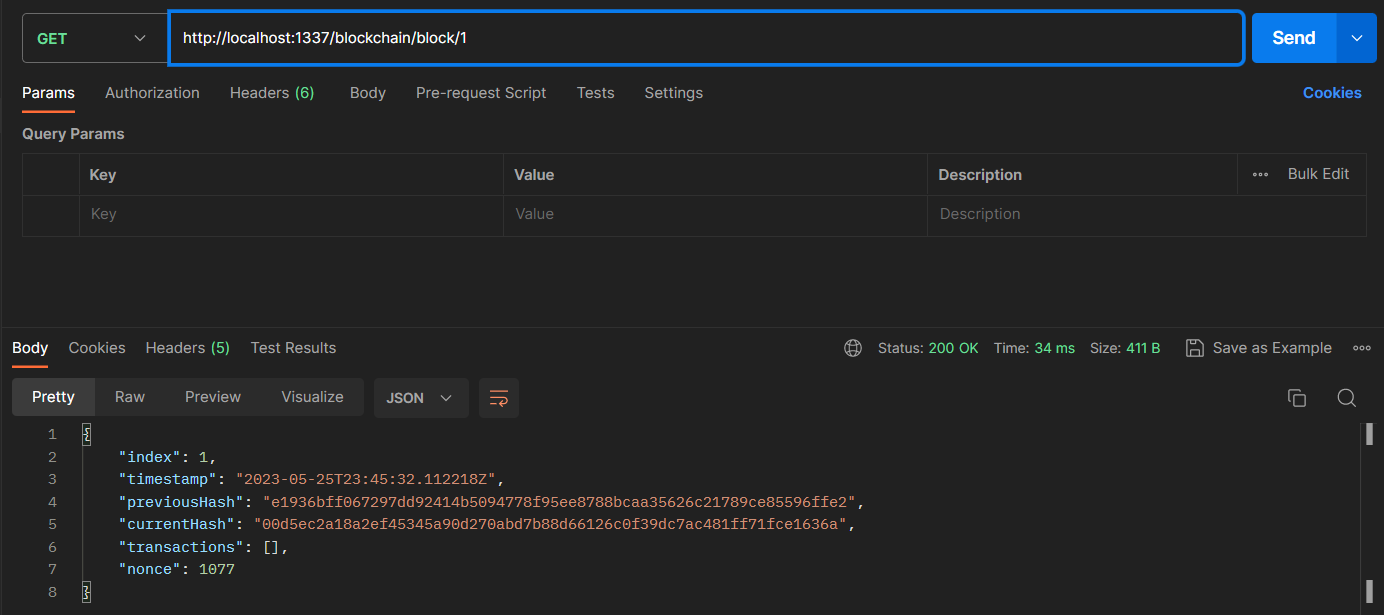 GET http://localhost:1337/blockchain/block/1 Send
Params Authorization Headers (6) Body Pre-request Script Tests Settings Cookies
Query Params
Key Value Description Bulk Edit
Key Value Description
Body Cookies Headers (5) Test Results Status: 200 OK Time: 34 ms Size: 411 B Save as Example
Pretty Raw Preview Visualize JSON
1 {
2 "index": 1,
3 "timestamp": "2023-05-25T23:45:32.112218Z",
4 "previousHash": "e1936bff067297dd92414b5094778f95ee8788bcaa35626c21789ce85596ffe2",
5 "currentHash": "00d5ec2a18a2ef45345a90d270abd7b88d66126c0f39dc7ac481ff71fce1636a",
6 "transactions": [],
7 "nonce": 1077
8 }